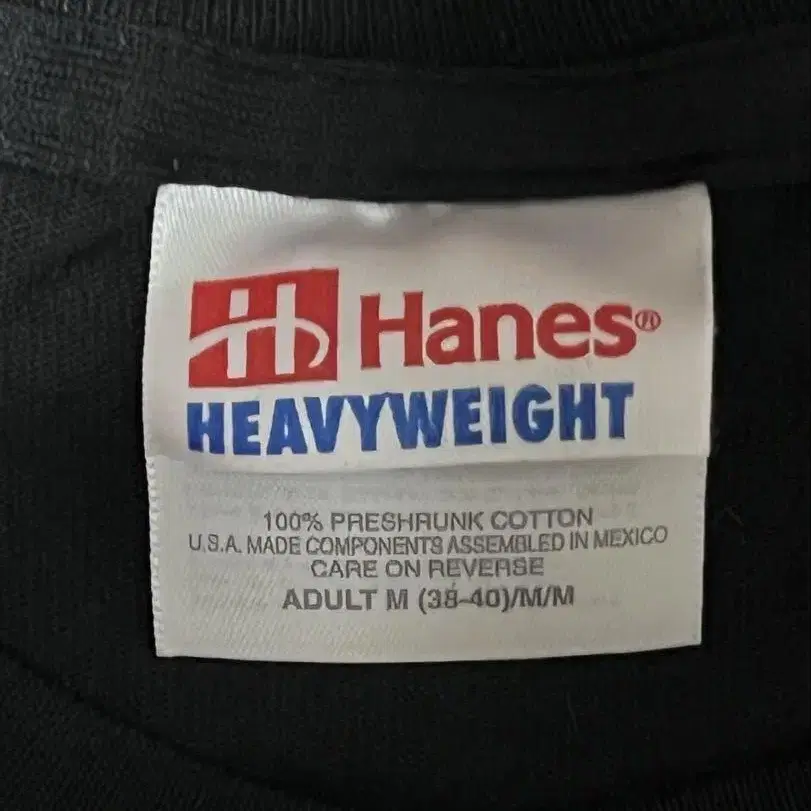 H Hanes®
HEAVYWEIGHT
100% PRESHRUNK COTTON
U.S.A. MADE COMPONENTS ASSEMBLED IN MEXICO
CARE ON REVERSE
ADULT M (38-40)/M/M